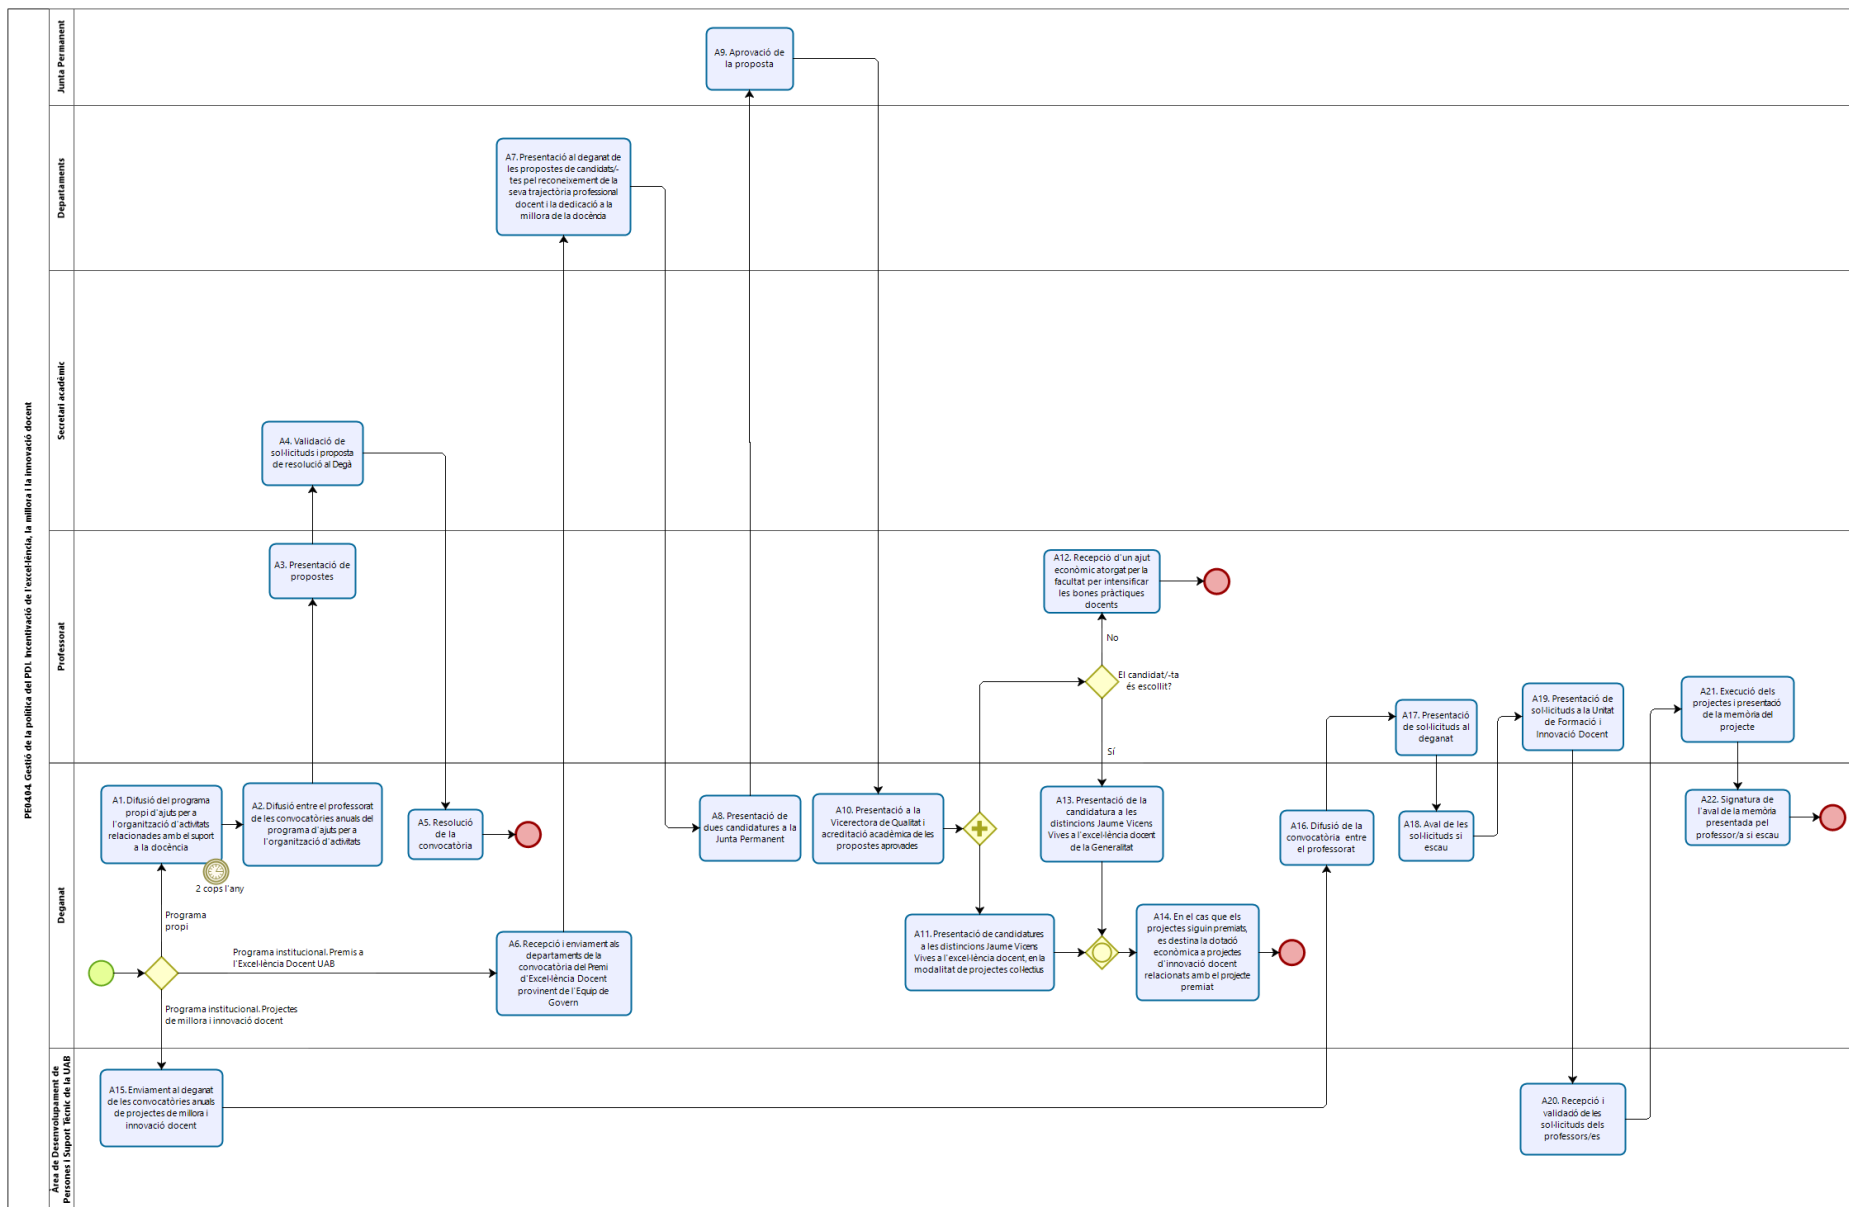 PE0404. Gestió de la política del PDI. Incentivació de l'excel·lència, la millora i la innovació docent
Junta Permanent
A9. Aprovació de
la proposta
Departaments
A7. Presentació al deganat de
les propostes de candidats/-
tes pel reconeixement de la
seva trajectòria professional
docent i la dedicació a la
millora de la docència
Secretari acadèmic
A4. Validació de
sol·licituds i proposta
de resolució al Degà
Professorat
A3. Presentació de
propostes
A12. Recepció d'un ajut
econòmic atorgat per la
facultat per intensificar
les bones pràctiques
docents
No
El candidat/-ta
és escollit?
Sí
A17. Presentació
de sol·licituds al
deganat
A19. Presentació de
sol·licituds a la Unitat
de Formació i
Innovació Docent
A21. Execució dels
projectes i presentació
de la memòria del
projecte
Deganat
A1. Difusió del programa
propi d'ajuts per a
l'organització d'activitats
relacionades amb el suport
a la docència
2 cops l'any
A2. Difusió entre el professorat
de les convocatòries anuals del
programa d'ajuts per a
l'organització d'activitats
A5. Resolució
de la
convocatòria
A8. Presentació de
dues candidatures a la
Junta Permanent
A10. Presentació a la
Vicerectora de Qualitat i
acreditació acadèmica de les
propostes aprovades
A13. Presentació de la
candidatura a les
distincions Jaume Vicens
Vives a l'excel·lència docent
de la Generalitat
A16. Difusió de la
convocatòria entre
el professorat
A18. Aval de les
sol·licituds si
escau
A22. Signatura de
l'aval de la memòria
presentada pel
professor/a si escau
Programa
propi
Programa institucional. Premis a
l'Excel·lència Docent UAB
Programa institucional. Projectes
de millora i innovació docent
A6. Recepció i enviament als
departaments de la
convocatòria del Premi
d'Excel·lència Docent
provinent de l'Equip de
Govern
A11. Presentació de candidatures
a les distincions Jaume Vicens
Vives a l'excel·lència docent, en la
modalitat de projectes col·lectius
A14. En el cas que els
projectes siguin premiats,
es destina la dotació
econòmica a projectes
d'innovació docent
relacionats amb el projecte
premiat
Àrea de Desenvolupament de
Persones i Suport Tècnic de la UAB
A15. Enviament al deganat
de les convocatòries anuals
de projectes de millora i
innovació docent
A20. Recepció i
validació de les
sol·licituds dels
professors/es